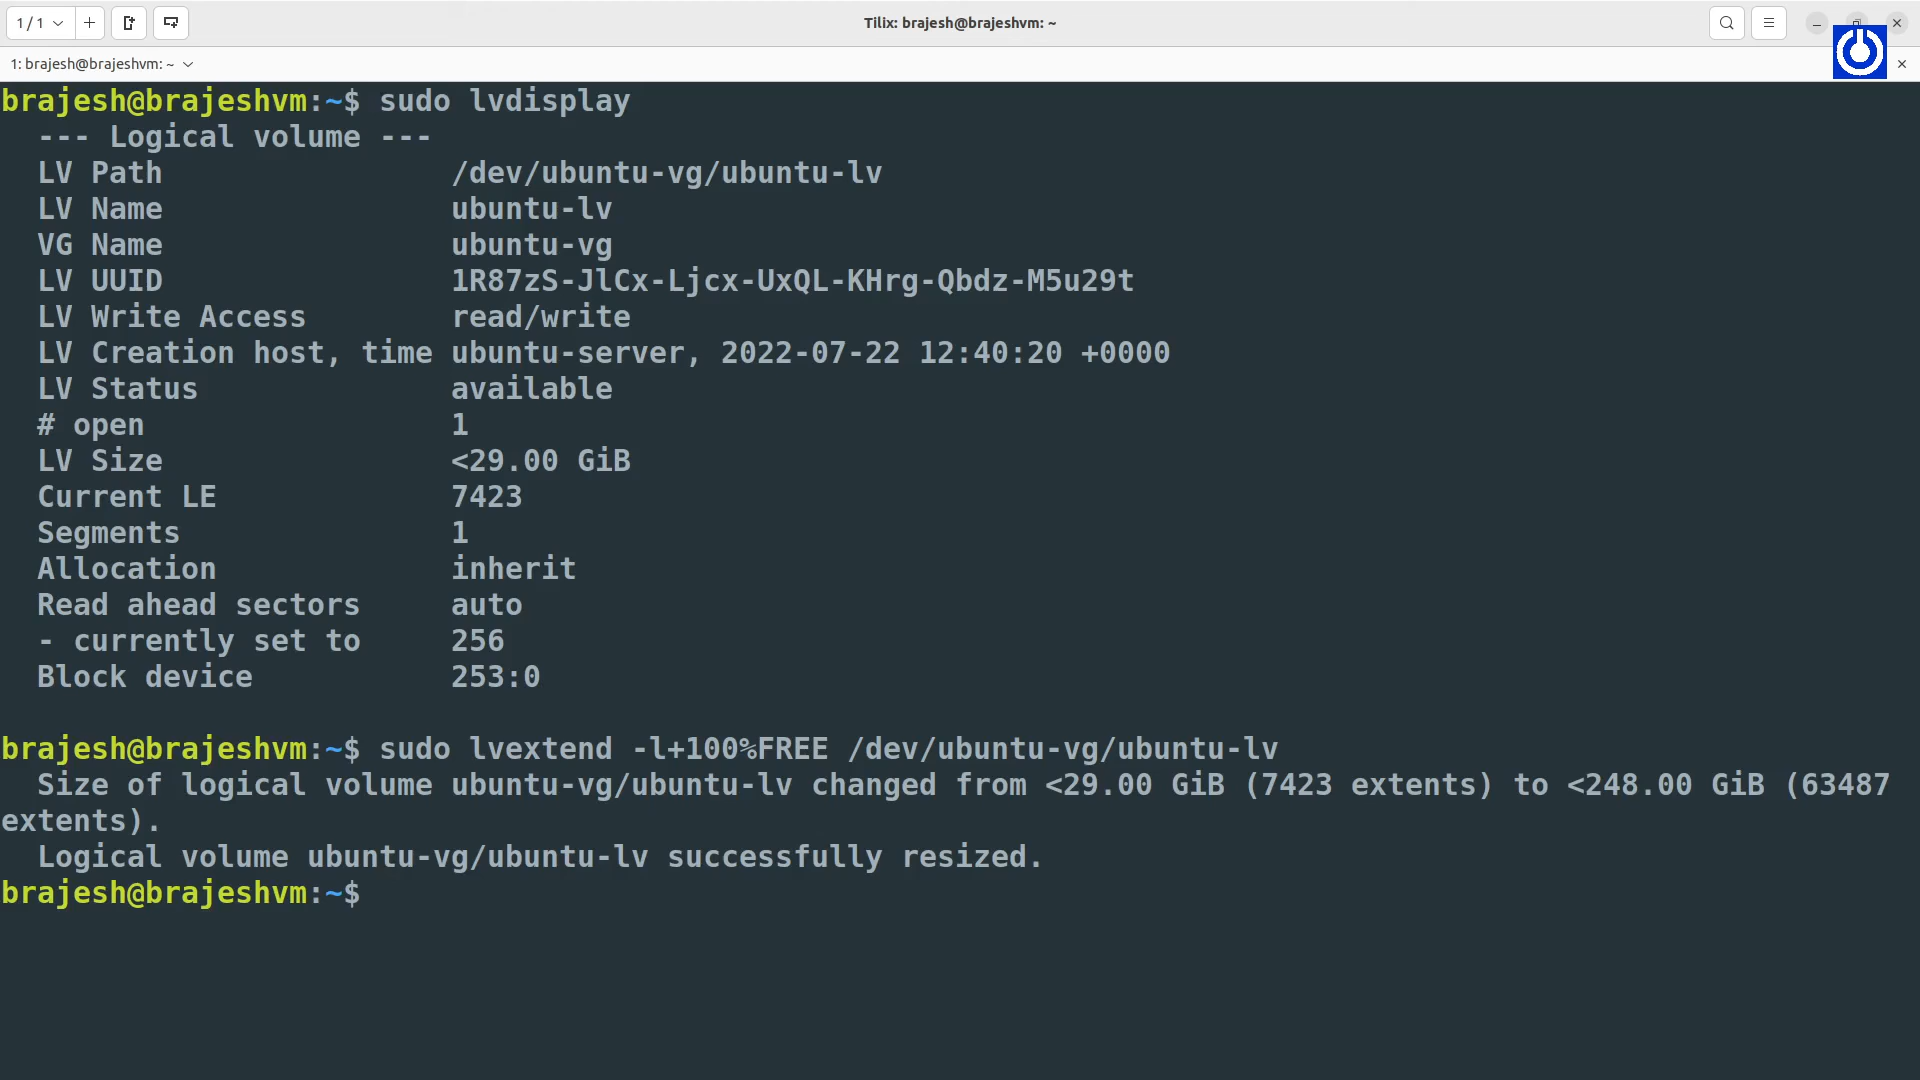 1 / 1
Tilix: brajesh@brajeshvm: ~
1: brajesh@brajeshvm: ~
brajesh@brajeshvm:~$ sudo lvdisplay
--- Logical volume ---
LV Path                /dev/ubuntu-vg/ubuntu-lv
LV Name                ubuntu-lv
VG Name                ubuntu-vg
LV UUID                1R87zS-JlCx-Ljcx-UxQL-KHrg-Qbdz-M5u29t
LV Write Access        read/write
LV Creation host, time ubuntu-server, 2022-07-22 12:40:20 +0000
LV Status              available
# open                 1
LV Size                <29.00 GiB
Current LE             7423
Segments               1
Allocation             inherit
Read ahead sectors     auto
- currently set to     256
Block device           253:0
brajesh@brajeshvm:~$ sudo lvextend -l+100%FREE /dev/ubuntu-vg/ubuntu-lv
Size of logical volume ubuntu-vg/ubuntu-lv changed from <29.00 GiB (7423 extents) to <248.00 GiB (63487
extents).
Logical volume ubuntu-vg/ubuntu-lv successfully resized.
brajesh@brajeshvm:~$